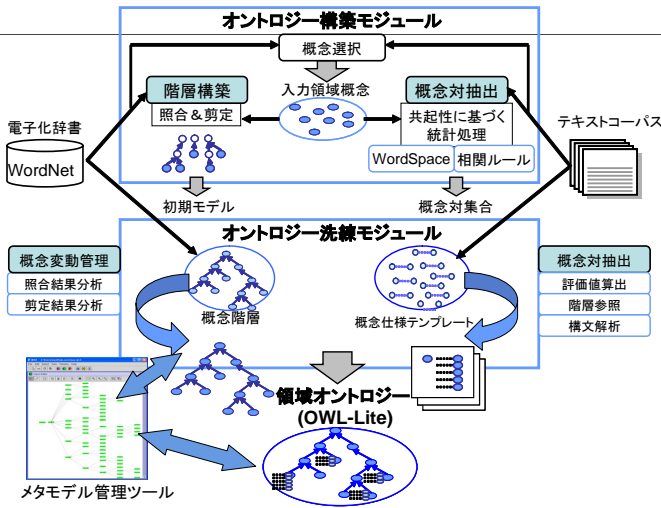 オントロジー構築モジュール
概念選択
階層構築
照合＆剪定
入力領域概念
概念対抽出
共起性に基づく
統計処理
WordSpace
相関ルール
電子化辞書
WordNet
テキストコーパス
初期モデル
概念対集合
オントロジー洗練モジュール
概念変動管理
照合結果分析
剪定結果分析
概念階層
概念仕様テンプレート
概念対抽出
評価値算出
階層参照
構文解析
領域オントロジー
(OWL-Lite)
メタモデル管理ツール